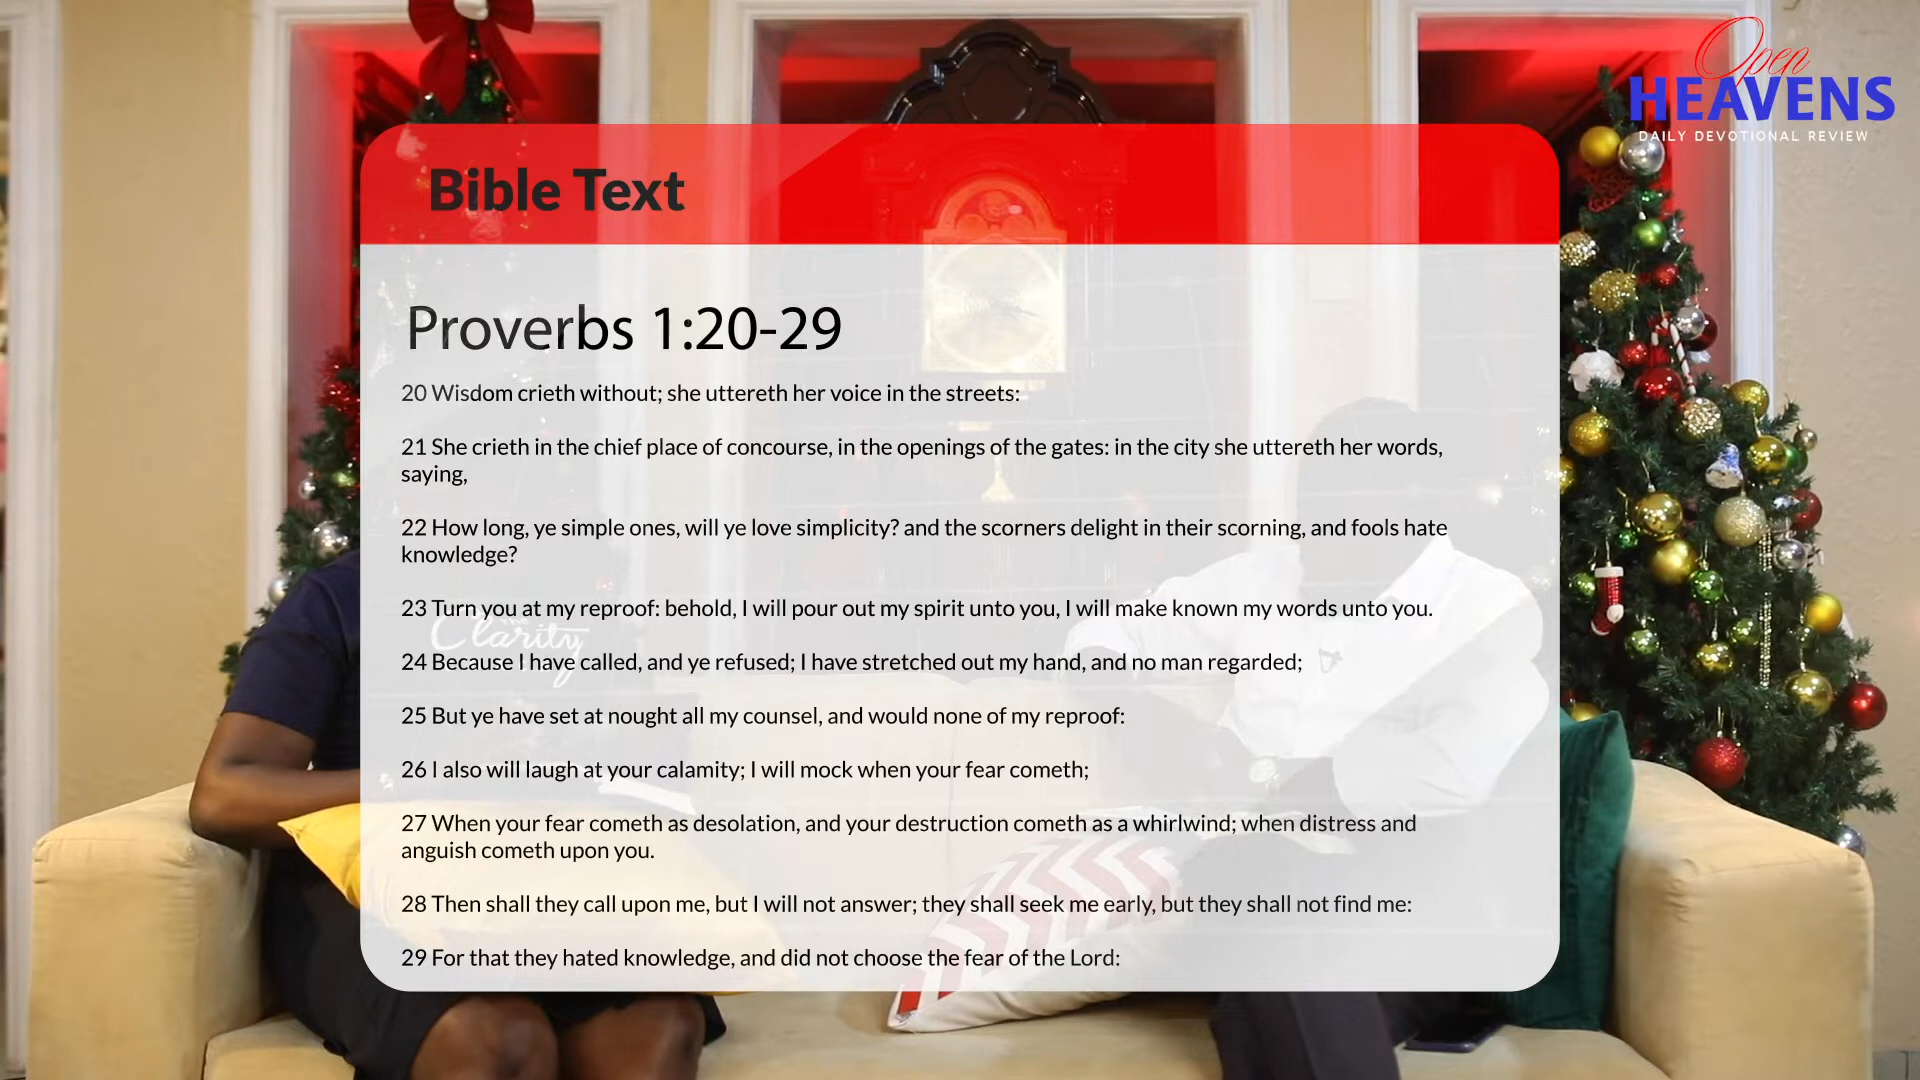 Open
HEAVENS
DAILY DEVOTIONAL REVIEW
Bible Text
Proverbs 1:20-29
20 Wisdom crieth without; she uttereth her voice in the streets:
21 She crieth in the chief place of concourse, in the openings of the gates: in the city she uttereth her words,
saying,
22 How long, ye simple ones, will ye love simplicity? and the scorners delight in their scorning, and fools hate
knowledge?
23 Turn you at my reproof: behold, I will pour out my spirit unto you, I will make known my words unto you.
the
Clarity
24 Because I have called, and ye refused; I have stretched out my hand, and no man regarded;
25 But ye have set at nought all my counsel, and would none of my reproof:
26 I also will laugh at your calamity; I will mock when your fear cometh;
27 When your fear cometh as desolation, and your destruction cometh as a whirlwind; when distress and
anguish cometh upon you.
28 Then shall they call upon me, but I will not answer; they shall seek me early, but they shall not find me:
29 For that they hated knowledge, and did not choose the fear of the Lord: